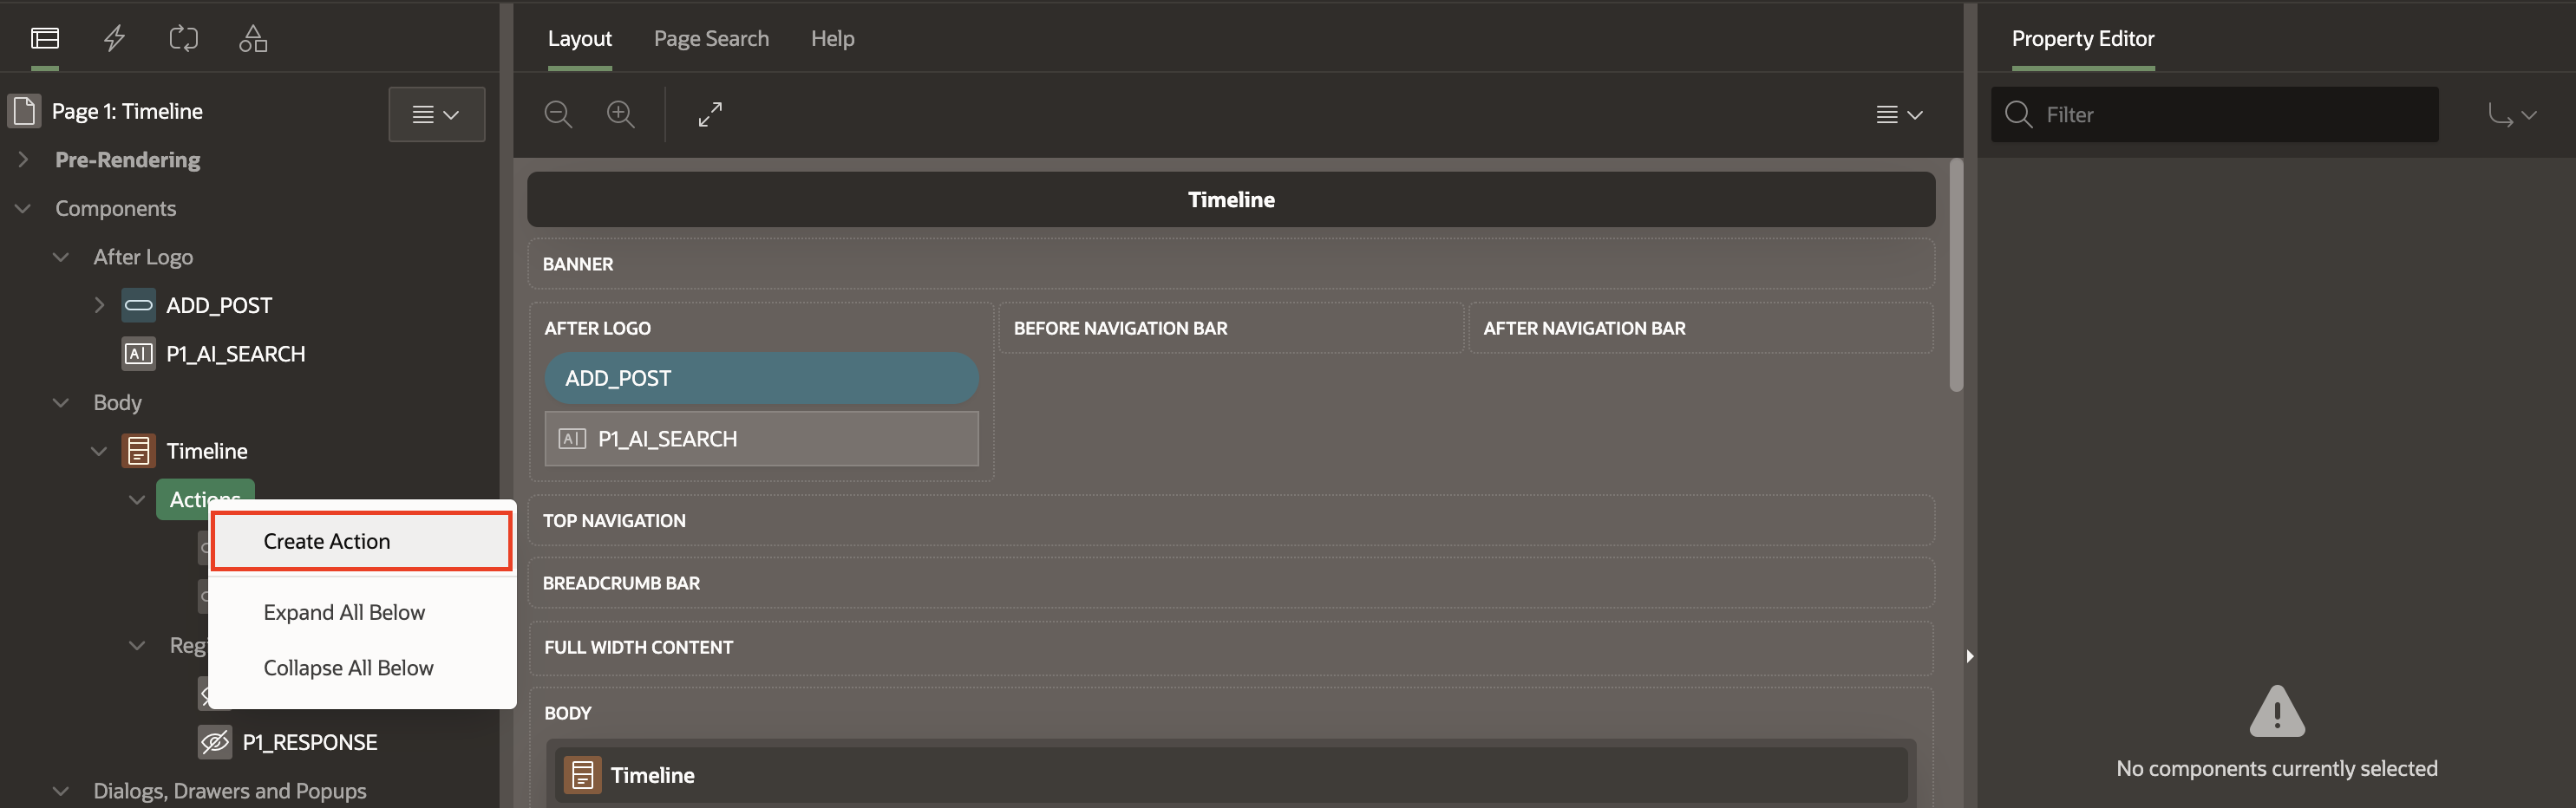 Page 1: Timeline
Pre-Rendering
Components
After Logo
ADD_POST
P1_AI_SEARCH
Body
Timeline
Actions
Create Action
Expand All Below
Collapse All Below
P1_RESPONSE
Dialogs, Drawers and Popups
Layout Page Search Help
Timeline
BANNER
AFTER LOGO BEFORE NAVIGATION BAR AFTER NAVIGATION BAR
ADD_POST
A P1_AI_SEARCH
TOP NAVIGATION
BREADCRUMB BAR
FULL WIDTH CONTENT
BODY
Timeline
Property Editor
Filter
No components currently selected